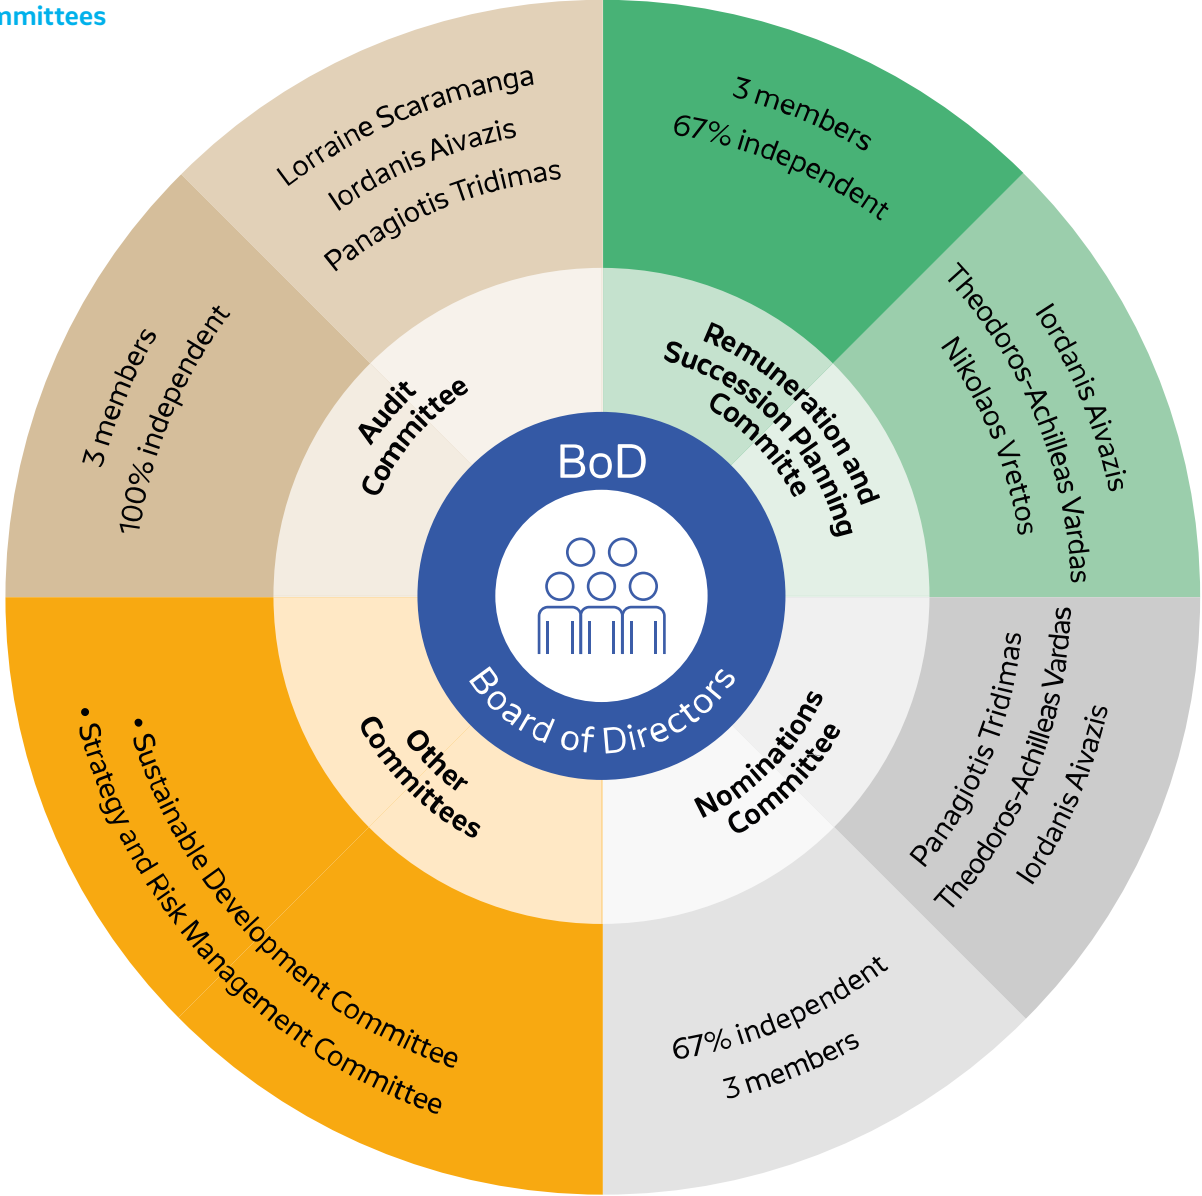 mmittees
Lorraine Scaramanga
Iordanis Aivazis
Panagiotis Tridimas
3 members
100% independent
Audit
Committee
3 members
67% independent
Remuneration and
Succession Planning
Committe
Iordanis Aivazis
Theodoros-Achilleas Vardas
Nikolaos Vrettos
BoD
Board of Directors
Other
Committees
• Sustainable Development Committee
• Strategy and Risk Management Committee
Nominations
Committee
Panagiotis Tridimas
Theodoros-Achilleas Vardas
Iordanis Aivazis
67% independent
3 members